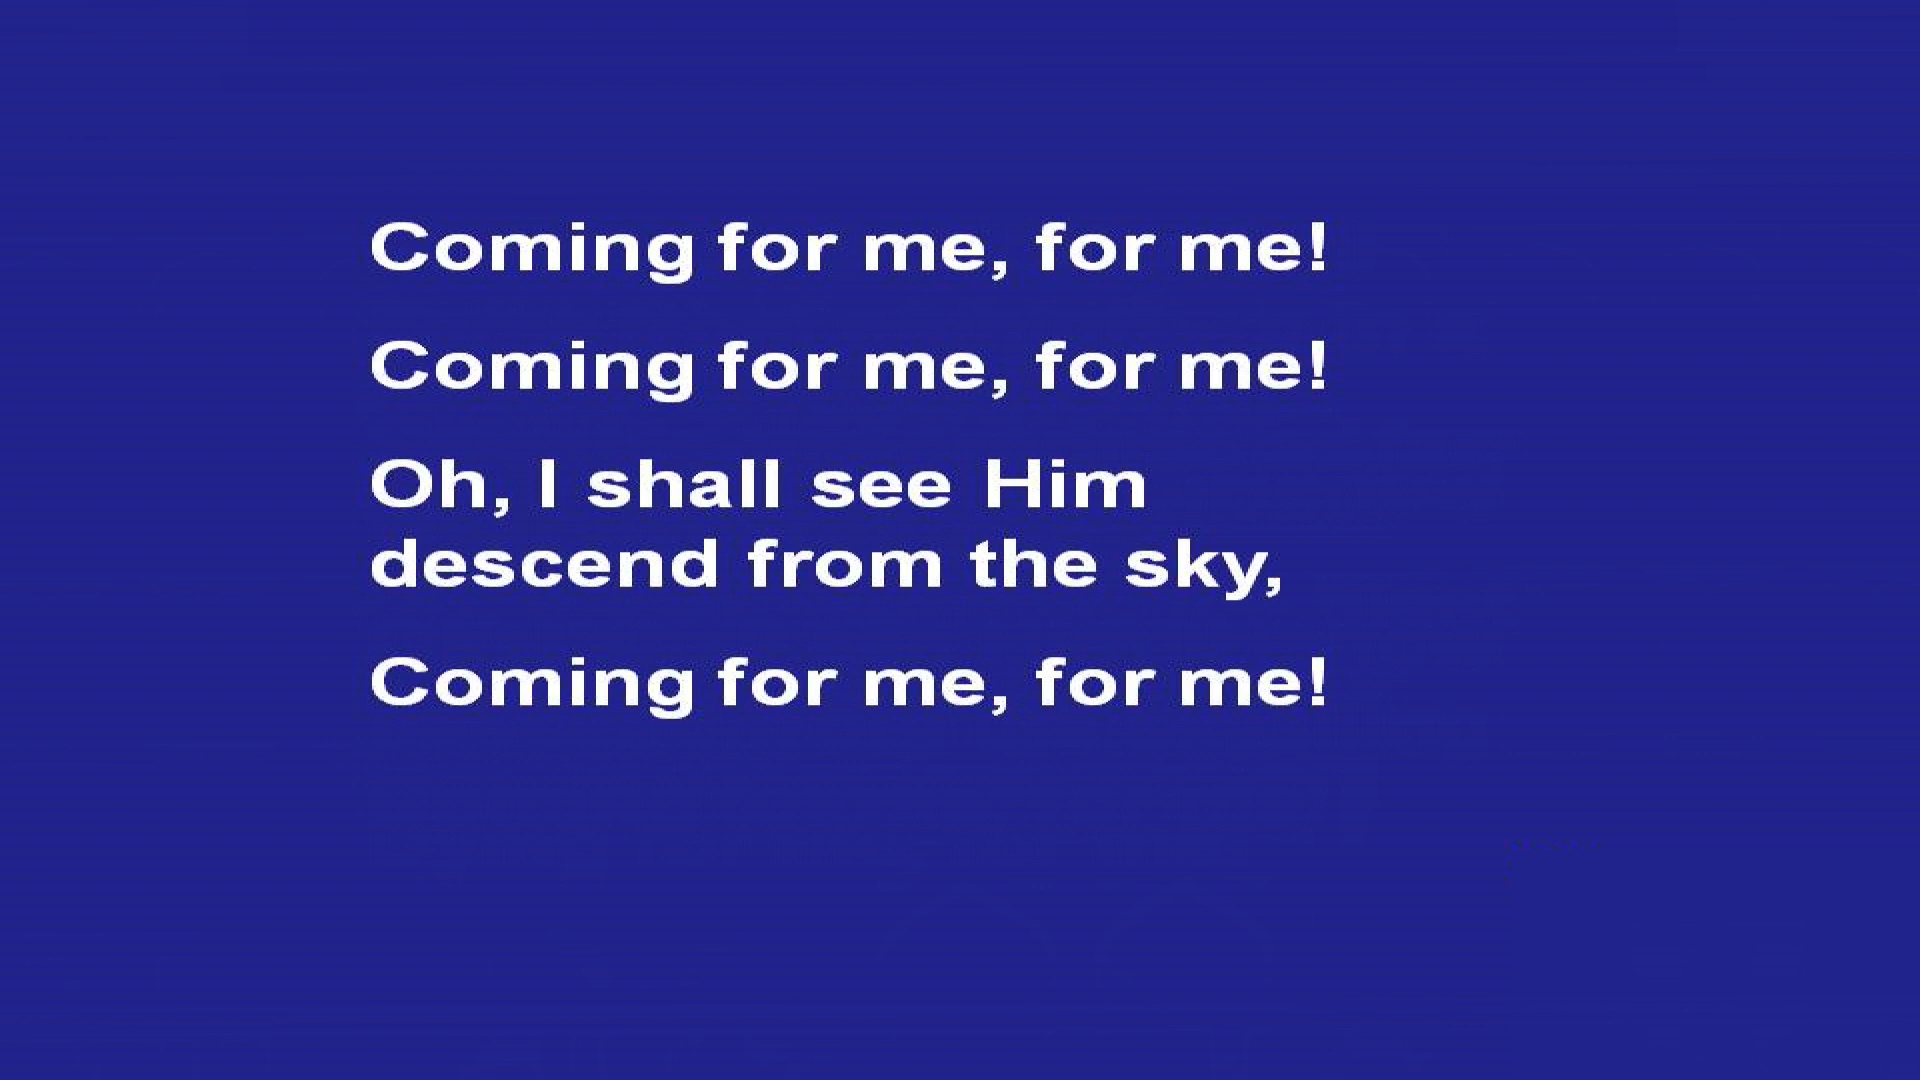 Coming for me, for me!
Coming for me, for me!
Oh, I shall see Him
descend from the sky,
Coming for me, for me!